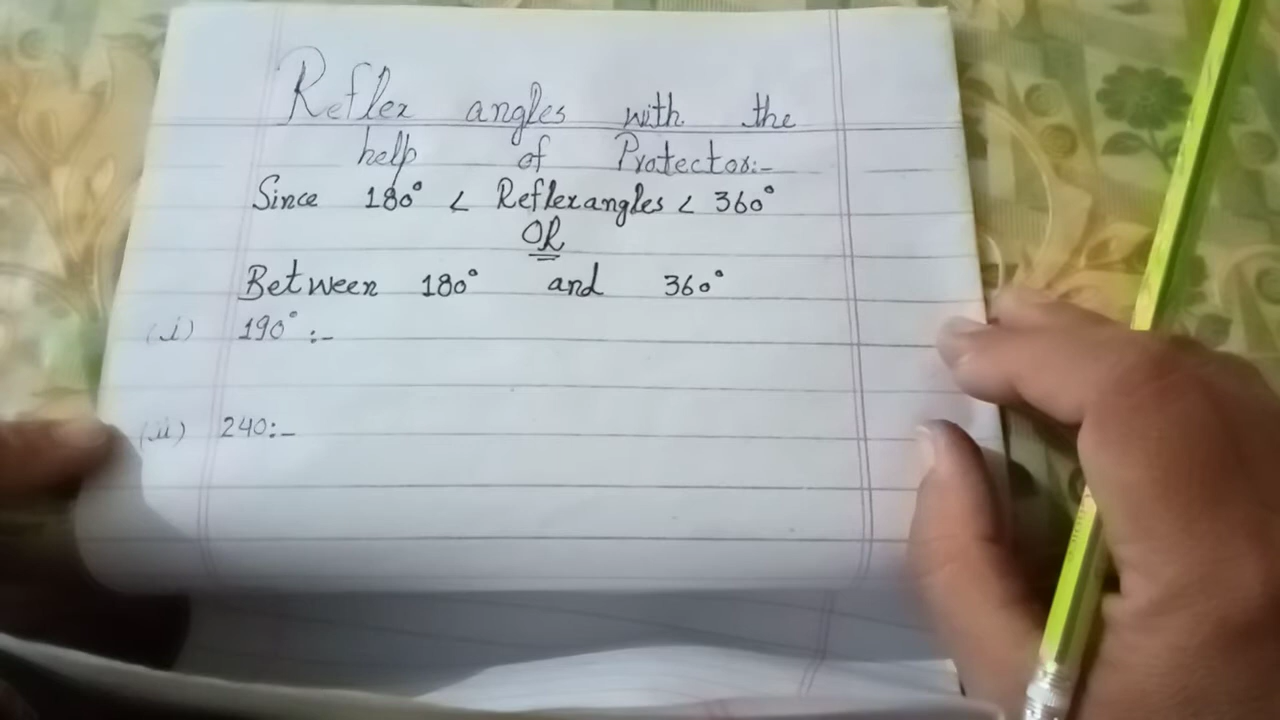 Reflex angles with the
help of Protector:-
Since 180° < Reflexangles < 360°
OR
Between 180° and 360°
(i) 190° :-
(ii) 240:-